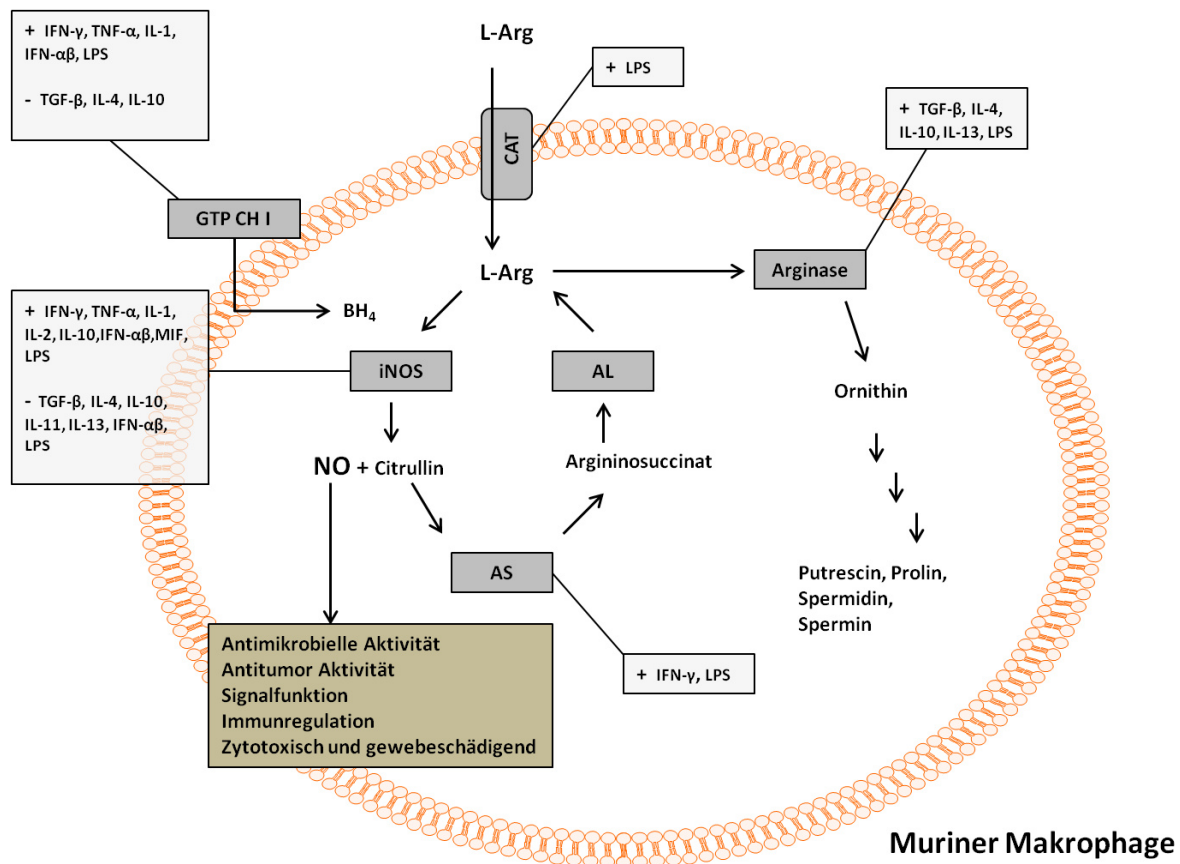 + IFN-γ, TNF-α, IL-1,
IFN-αβ, LPS
- TGF-β, IL-4, IL-10
L-Arg
+ LPS
CAT
+ TGF-β, IL-4,
IL-10, IL-13, LPS
GTP CH I
L-Arg
Arginase
BH₄
+ IFN-γ, TNF-α, IL-1,
IL-2, IL-10,IFN-αβ,MIF,
LPS
- TGF-β, IL-4, IL-10,
IL-11, IL-13, IFN-αβ,
LPS
iNOS
AL
Ornithin
NO + Citrullin
Argininosuccinat
AS
Putrescin, Prolin,
Spermidin,
Spermin
Antimikrobielle Aktivität
Antitumor Aktivität
Signalfunktion
Immunregulation
Zytotoxisch und gewebeschädigend
+ IFN-γ, LPS
Muriner Makrophage